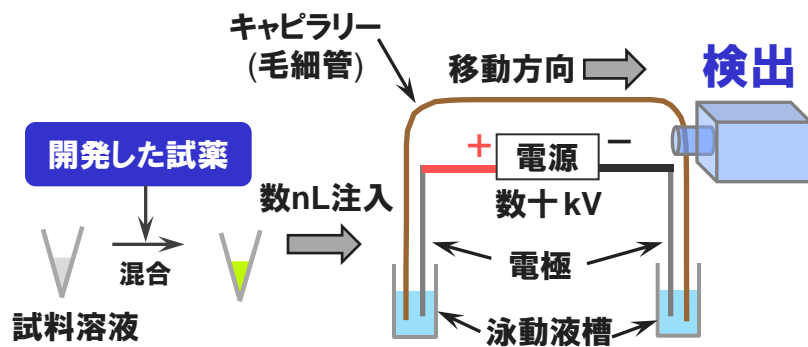 キャピラリー
(毛細管)
移動方向
検出
開発した試薬
+
電源
−
数nL注入
数十kV
混合
電極
試料溶液
泳動液槽